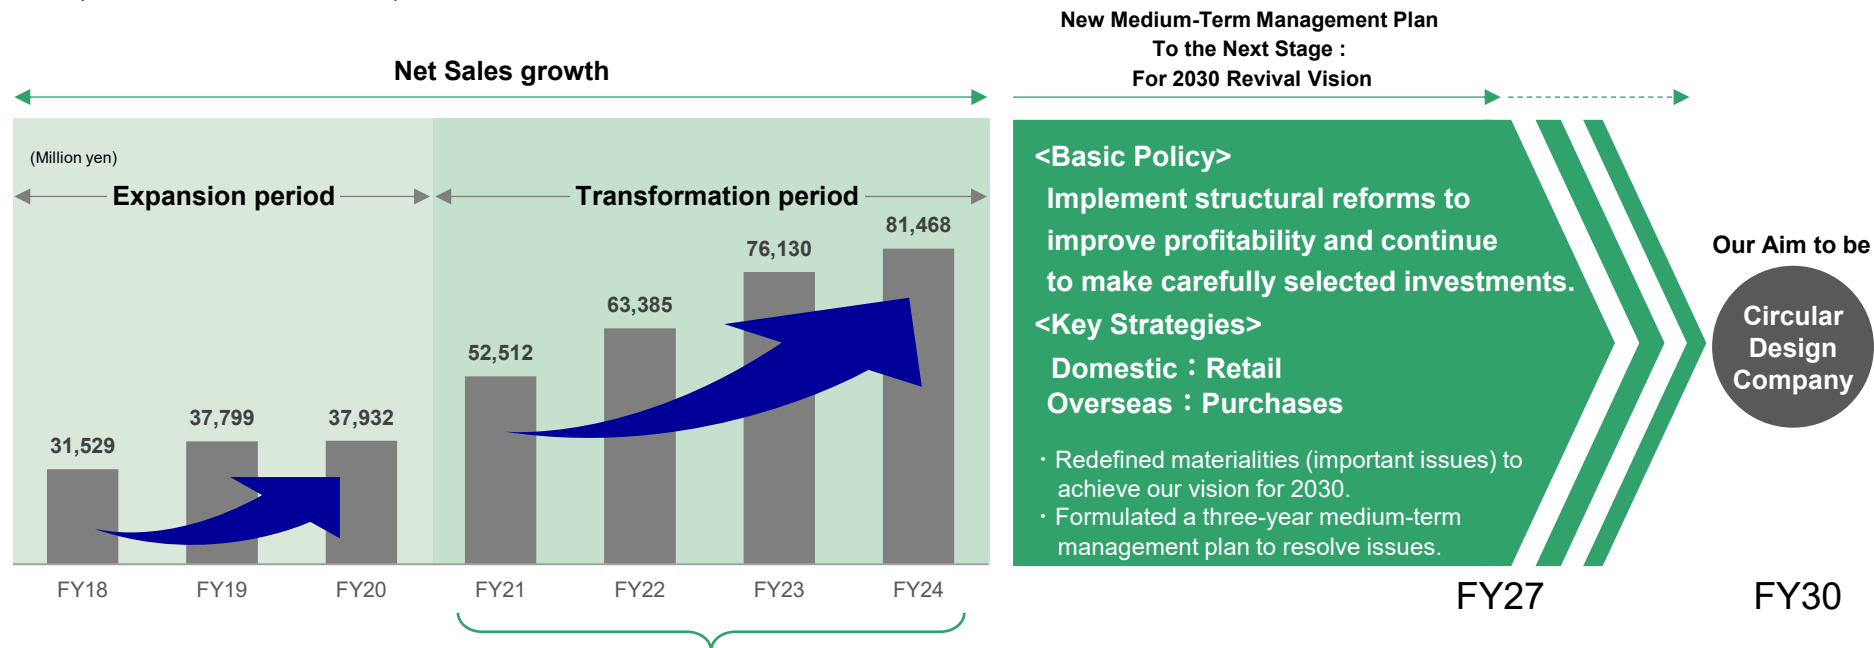 New Medium-Term Management Plan
To the Next Stage :
For 2030 Revival Vision
Net Sales growth
(Million yen)
Expansion period
Transformation period
31,529
37,799
37,932
52,512
63,385
76,130
81,468
FY18
FY19
FY20
FY21
FY22
FY23
FY24
<Basic Policy>
Implement structural reforms to
improve profitability and continue
to make carefully selected investments.
<Key Strategies>
Domestic：Retail
Overseas：Purchases
・Redefined materialities (important issues) to
achieve our vision for 2030.
・Formulated a three-year medium-term
management plan to resolve issues.
FY27
Our Aim to be
Circular
Design
Company
FY30